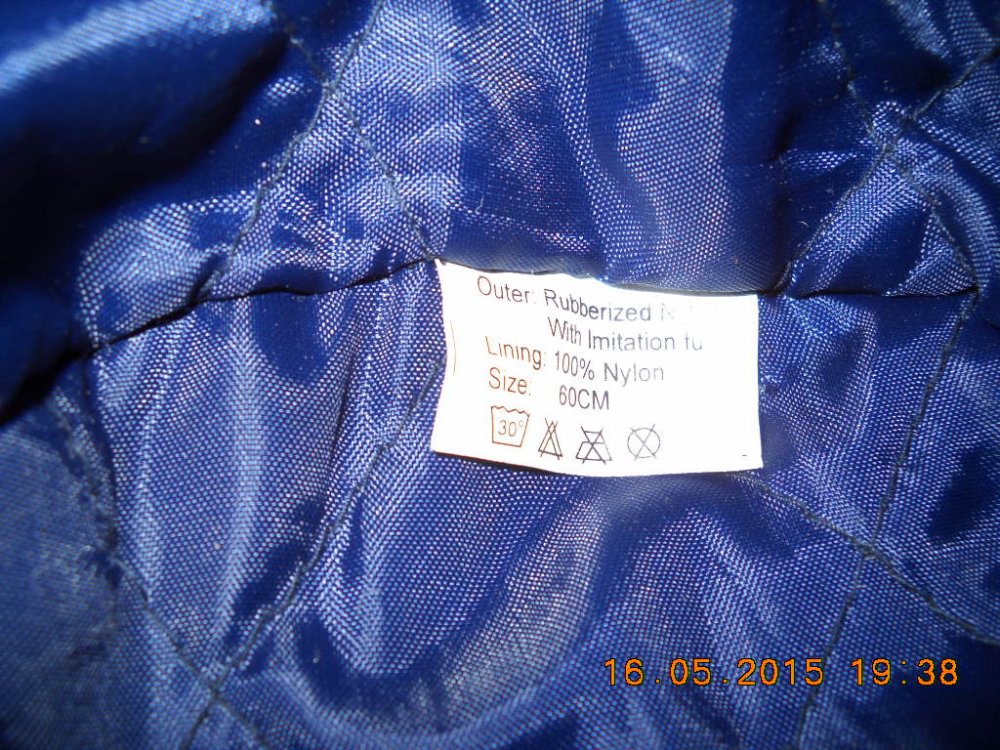 Outer: Rubberized
With Imitation
Lining: 100% Nylon
Size: 60CM
30°
16.05.2015 19:38